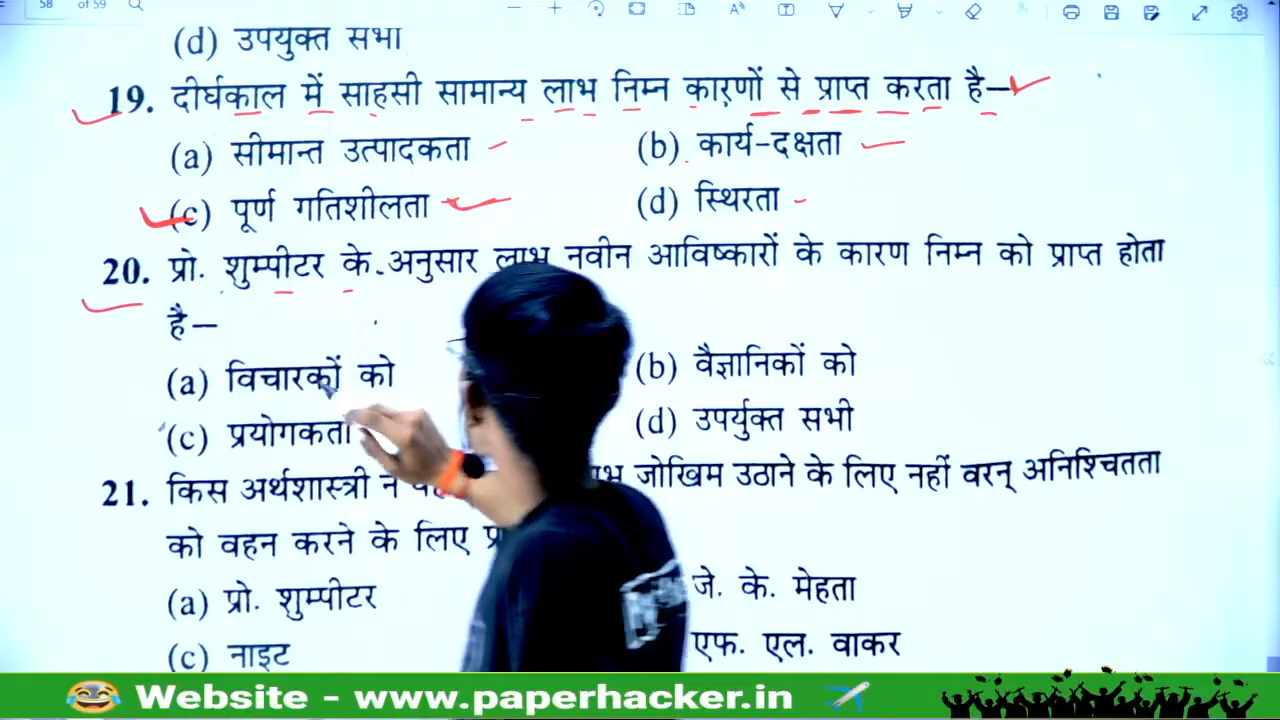 58 of 59
(d) उपयुक्त सभा
19. दीर्घकाल में साहसी सामान्य लाभ निम्न कारणों से प्राप्त करता है–
(a) सीमान्त उत्पादकता (b) कार्य-दक्षता
(c) पूर्ण गतिशीलता (d) स्थिरता
20. प्रो. शुम्पीटर के अनुसार लाभ नवीन आविष्कारों के कारण निम्न को प्राप्त होता
है–
(a) विचारकों को (b) वैज्ञानिकों को
(c) प्रयोगकर्ता (d) उपर्युक्त सभी
21. किस अर्थशास्त्री ने जोखिम उठाने के लिए नहीं वरन् अनिश्चितता
को वहन करने के लिए
(a) प्रो. शुम्पीटर जे. के. मेहता
(c) नाइट एफ. एल. वाकर
Website - www.paperhacker.in